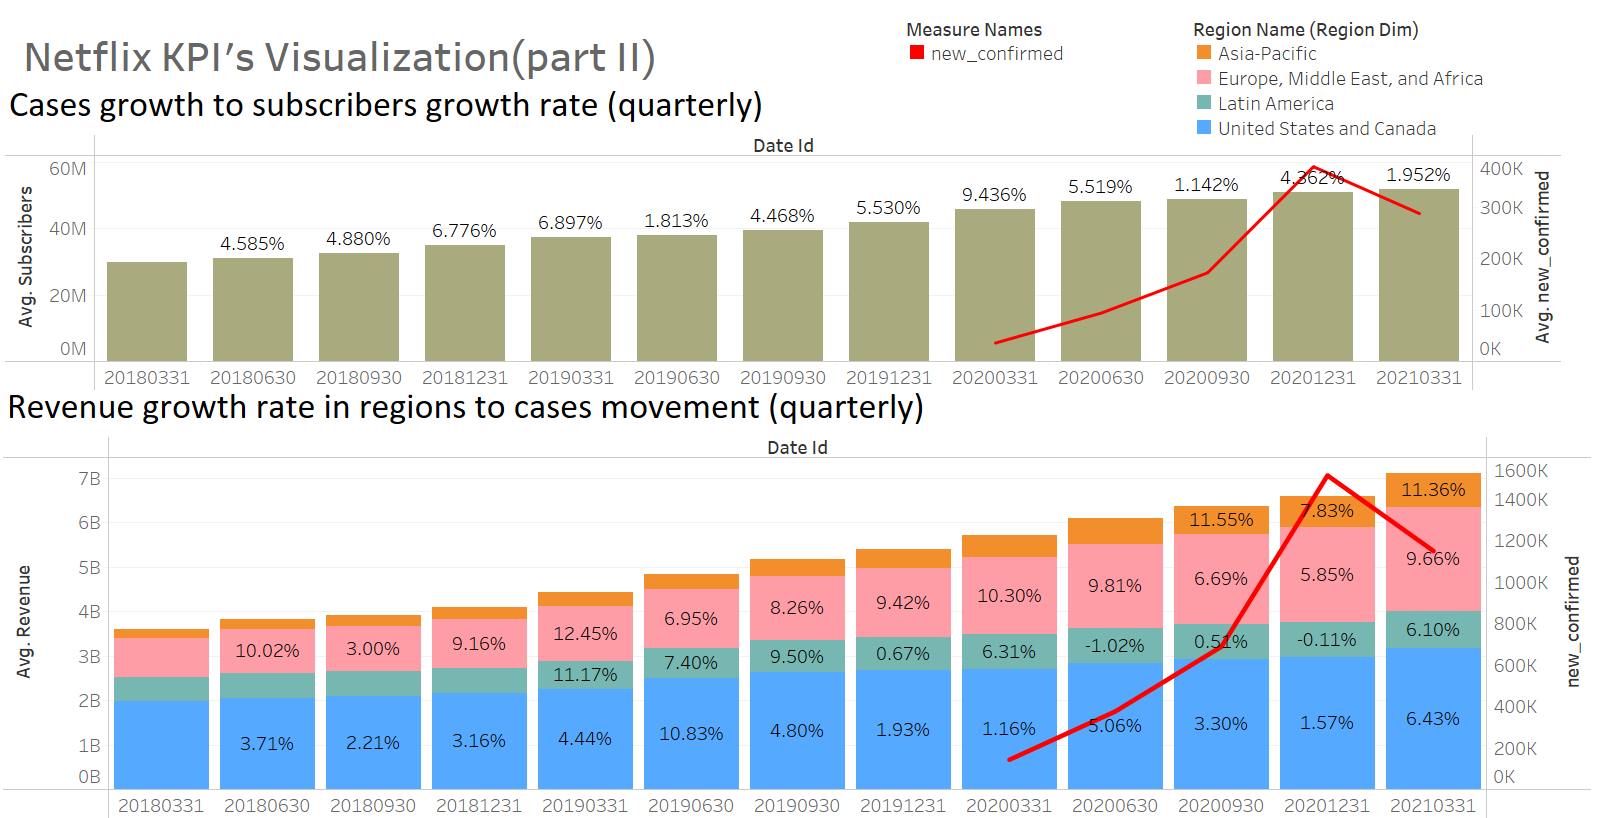 Netflix KPI’s Visualization(part II)
Measure Names
new_confirmed
Region Name (Region Dim)
Asia-Pacific
Europe, Middle East, and Africa
Latin America
United States and Canada
Cases growth to subscribers growth rate (quarterly)
Date Id
Avg. Subscribers
60M
40M
20M
0M
4.585% 4.880% 6.776% 6.897% 1.813% 4.468% 5.530% 9.436% 5.519% 1.142% 4.362% 1.952%
400K
300K
200K
100K
0K
Avg. new_confirmed
20180331 20180630 20180930 20181231 20190331 20190630 20190930 20191231 20200331 20200630 20200930 20201231 20210331
Revenue growth rate in regions to cases movement (quarterly)
Date Id
Avg. Revenue
7B
6B
5B
4B
3B
2B
1B
0B
11.55% 7.83% 11.36%
10.02% 3.00% 9.16% 12.45% 6.95% 8.26% 9.42% 10.30% 9.81% 6.69% 5.85% 9.66%
11.17% 7.40% 9.50% 0.67% 6.31% -1.02% 0.51% -0.11% 6.10%
3.71% 2.21% 3.16% 4.44% 10.83% 4.80% 1.93% 1.16% 5.06% 3.30% 1.57% 6.43%
1600K
1400K
1200K
1000K
800K
600K
400K
200K
0K
new_confirmed
20180331 20180630 20180930 20181231 20190331 20190630 20190930 20191231 20200331 20200630 20200930 20201231 20210331